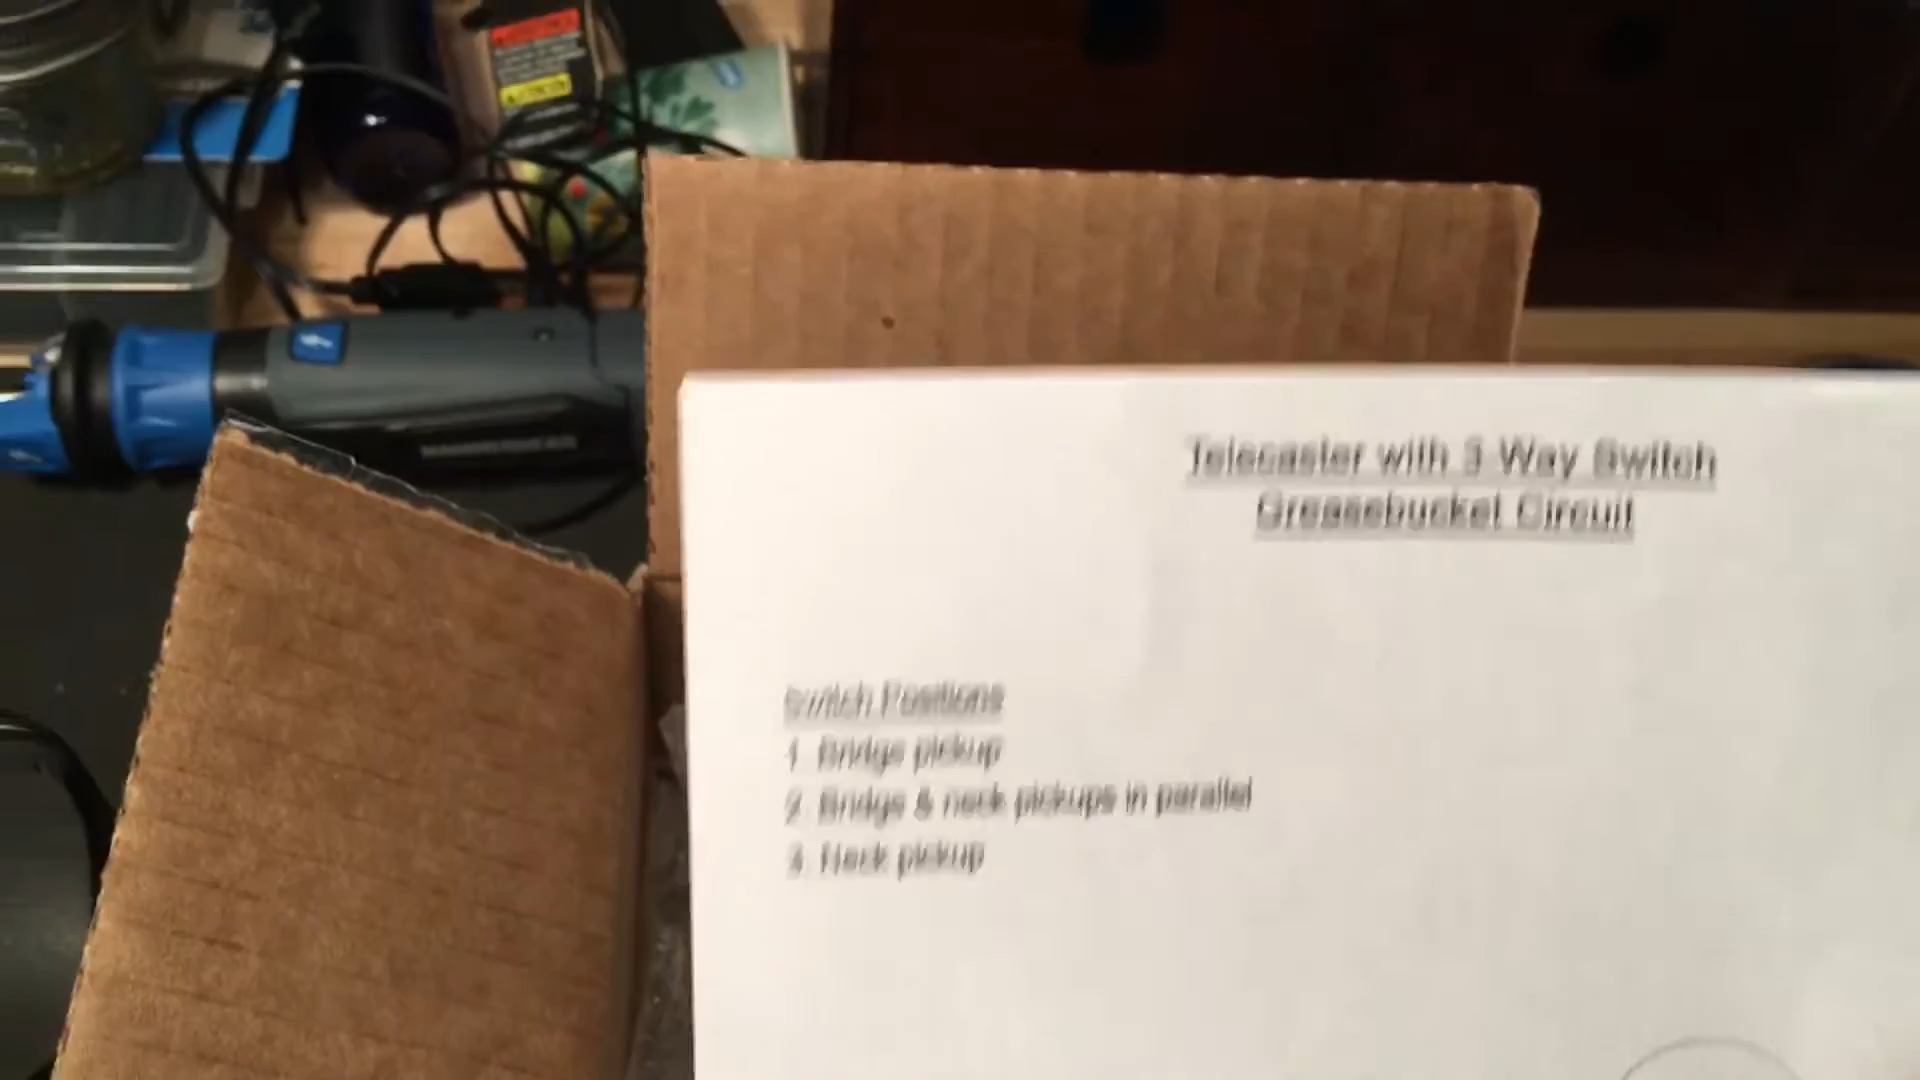 Telecaster with 3 Way Switch
Greasebucket Circuit
Switch Positions
1. Bridge pickup
2. Bridge & neck pickups in parallel
3. Neck pickup